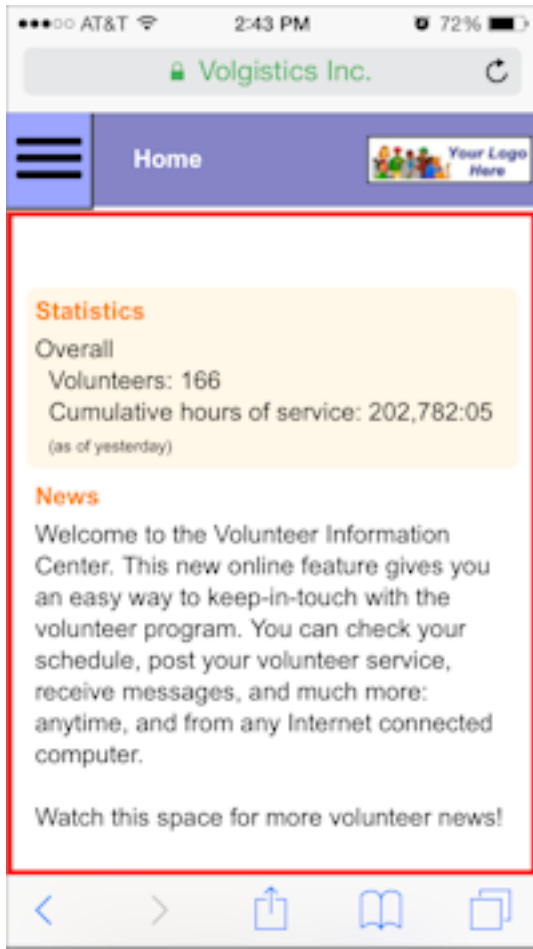 AT&T 2:43 PM 72%
Volgistics Inc.
Home
Your Logo
Here
Statistics
Overall
Volunteers: 166
Cumulative hours of service: 202,782:05
(as of yesterday)
News
Welcome to the Volunteer Information
Center. This new online feature gives you
an easy way to keep-in-touch with the
volunteer program. You can check your
schedule, post your volunteer service,
receive messages, and much more:
anytime, and from any Internet connected
computer.
Watch this space for more volunteer news!